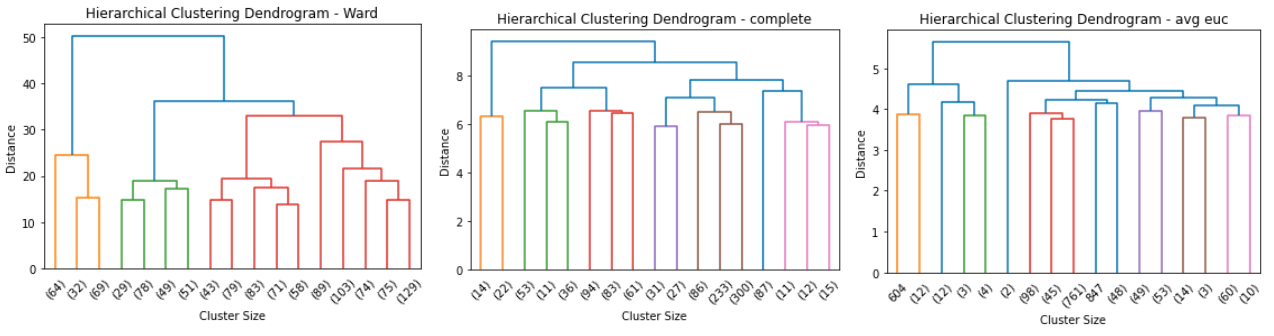 Hierarchical Clustering Dendrogram - Ward
50
40
30
20
10
0
Distance
(64) (32) (69) (29) (78) (49) (51) (43) (79) (83) (71) (58) (89) (103) (74) (75) (129)
Cluster Size
Hierarchical Clustering Dendrogram - complete
8
6
4
2
0
Distance
(14) (22) (53) (11) (36) (94) (83) (61) (31) (27) (86) (233) (300) (87) (11) (12) (15)
Cluster Size
Hierarchical Clustering Dendrogram - avg euc
5
4
3
2
1
0
Distance
604 (12) (12) (3) (4) (2) (98) (45) (761) 847 (48) (49) (53) (14) (3) (60) (10)
Cluster Size